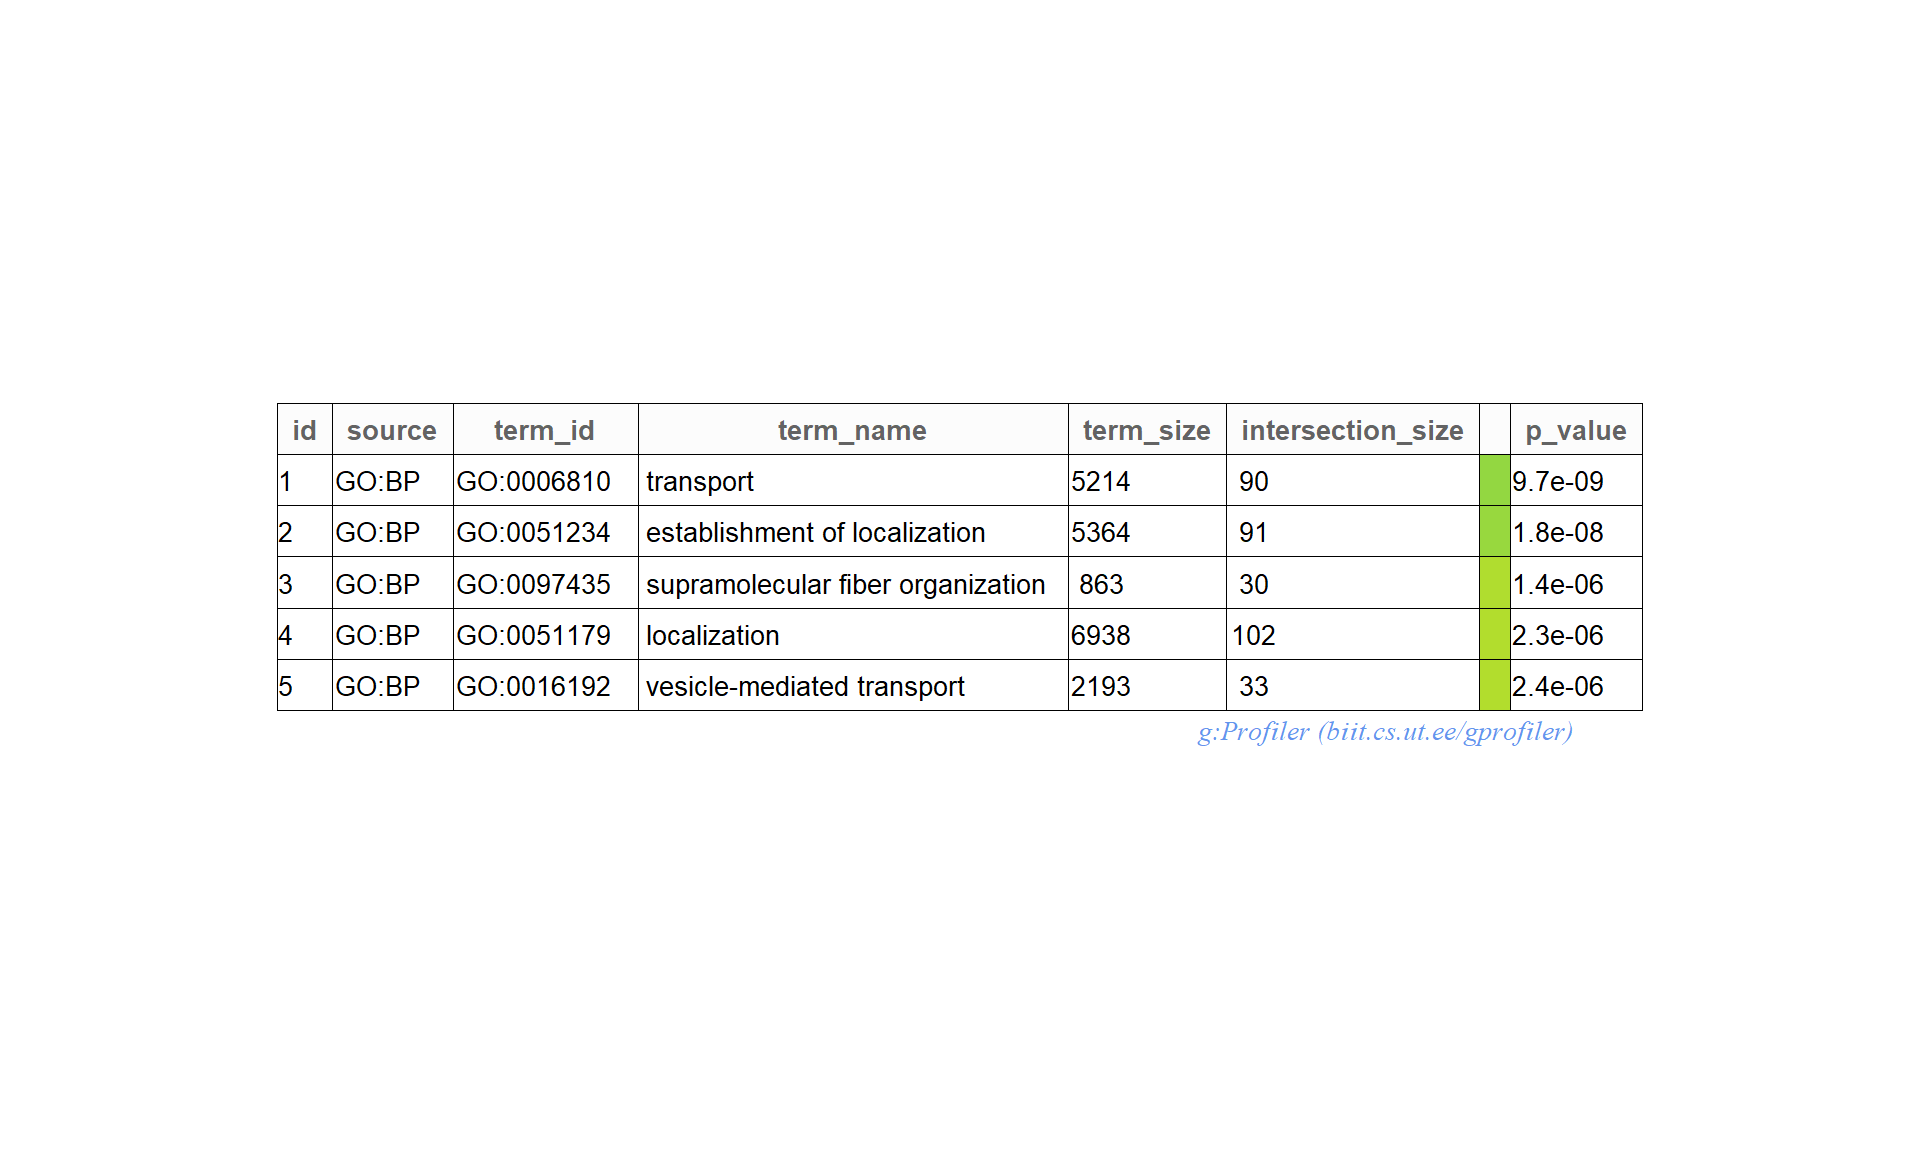 id source term_id term_name term_size intersection_size p_value
1 GO:BP GO:0006810 transport 5214 90 9.7e-09
2 GO:BP GO:0051234 establishment of localization 5364 91 1.8e-08
3 GO:BP GO:0097435 supramolecular fiber organization 863 30 1.4e-06
4 GO:BP GO:0051179 localization 6938 102 2.3e-06
5 GO:BP GO:0016192 vesicle-mediated transport 2193 33 2.4e-06
g:Profiler (biit.cs.ut.ee/gprofiler)